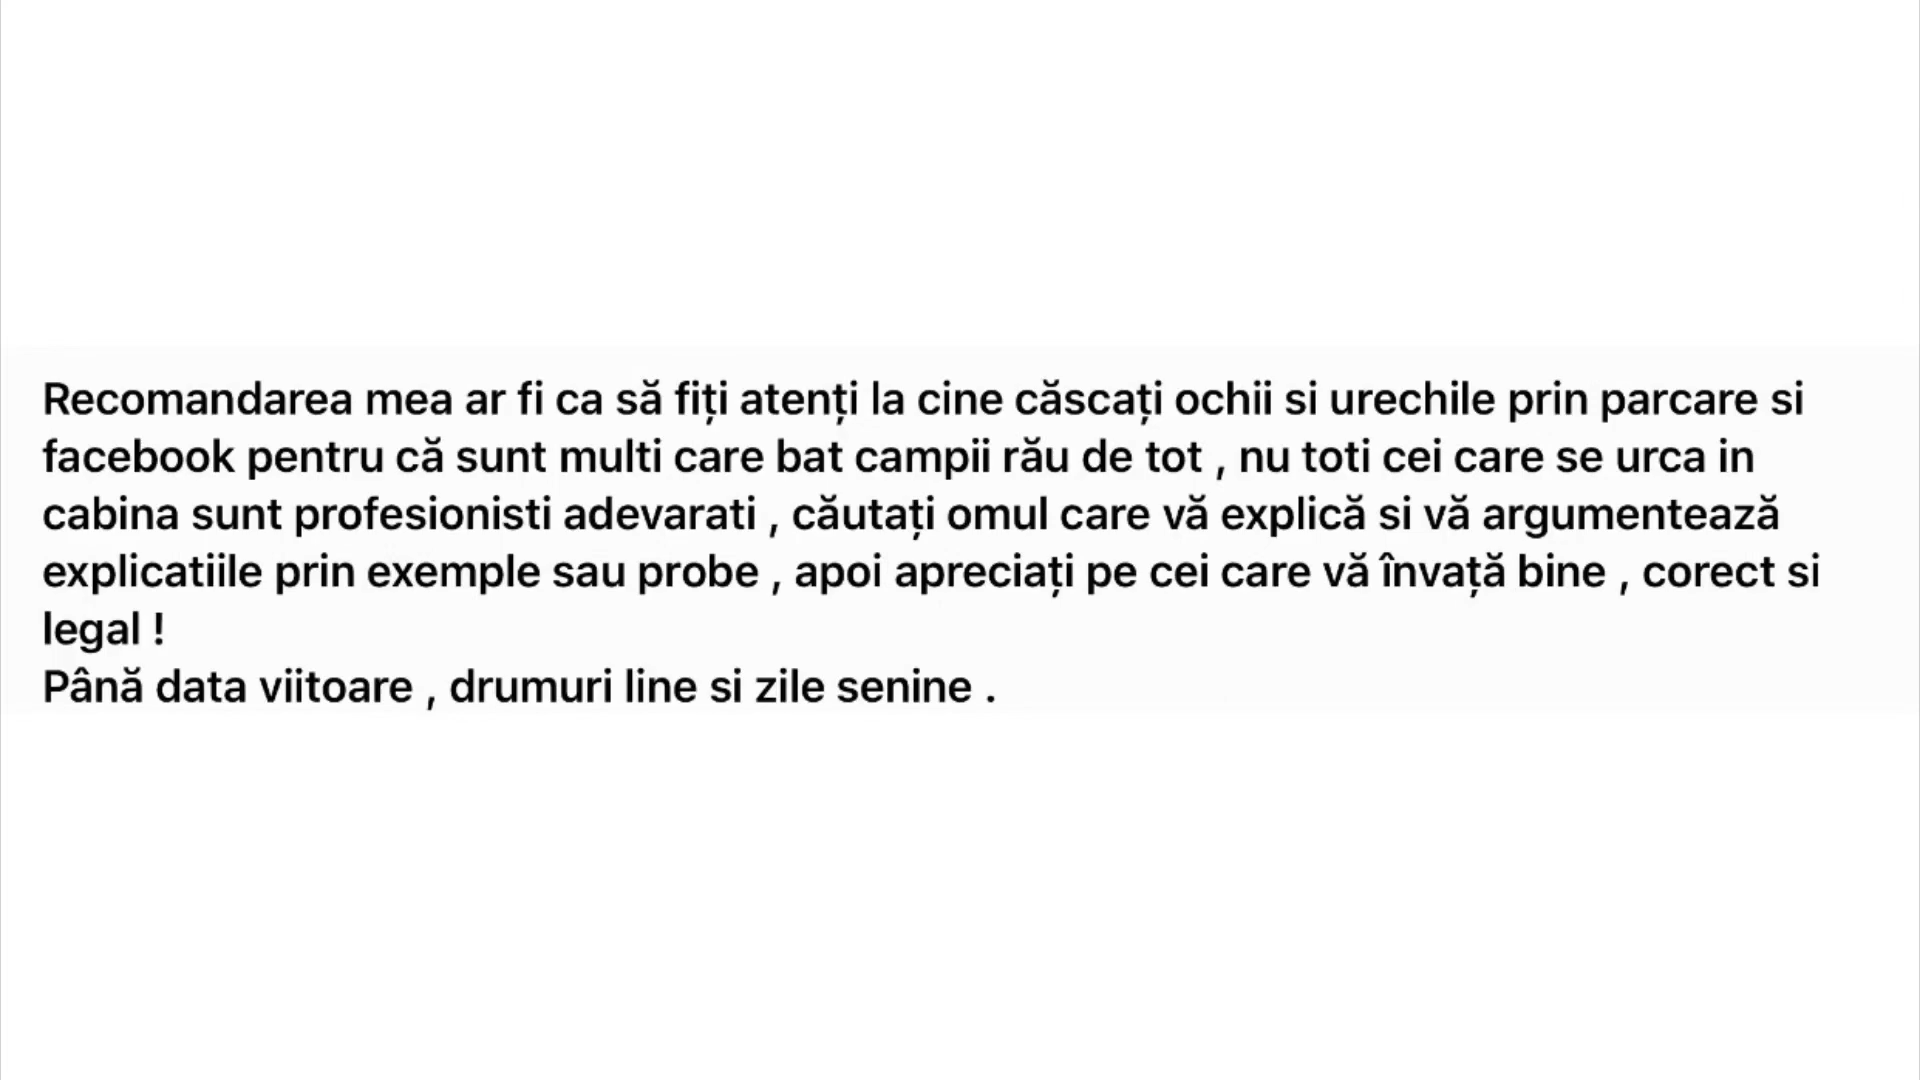 Recomandarea mea ar fi ca să fiți atenți la cine căscați ochii si urechile prin parcare si
facebook pentru că sunt multi care bat campii rău de tot , nu toti cei care se urca in
cabina sunt profesionisti adevarati , căutați omul care vă explică si vă argumentează
explicatiile prin exemple sau probe , apoi apreciați pe cei care vă învață bine , corect si
legal !
Până data viitoare , drumuri line si zile senine .